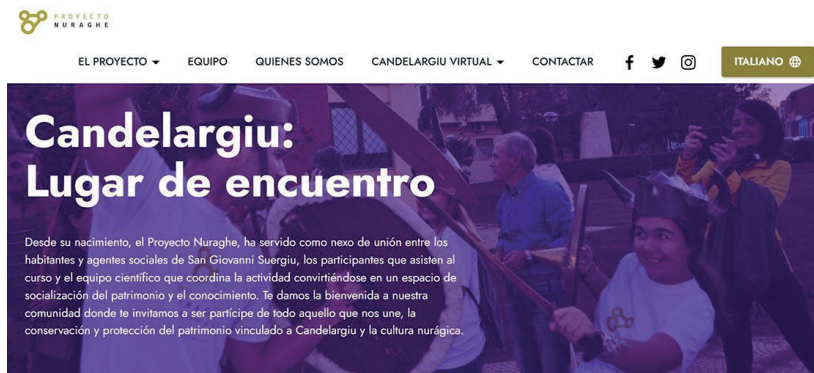 PROYECTO
NURAGHE
EL PROYECTO
EQUIPO
QUIENES SOMOS
CANDELARGIU VIRTUAL
CONTACTAR
ITALIANO
Candelargiu:
Lugar de encuentro
Desde su nacimiento, el Proyecto Nuraghe, ha servido como nexo de unión entre los
habitantes y agentes sociales de San Giovanni Suergiu, los participantes que asisten al
curso y el equipo científico que coordina la actividad convirtiéndose en un espacio de
socialización del patrimonio y el conocimiento. Te damos la bienvenida a nuestra
comunidad donde te invitamos a ser partícipe de todo aquello que nos une, la
conservación y protección del patrimonio vinculado a Candelargiu y la cultura nurágica.